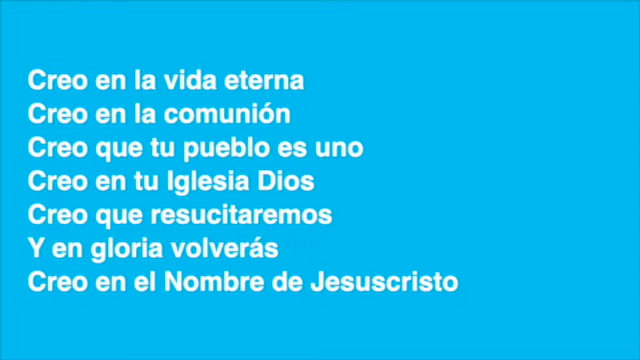 Creo en la vida eterna
Creo en la comunión
Creo que tu pueblo es uno
Creo en tu Iglesia Dios
Creo que resucitaremos
Y en gloria volverás
Creo en el Nombre de Jesuscristo